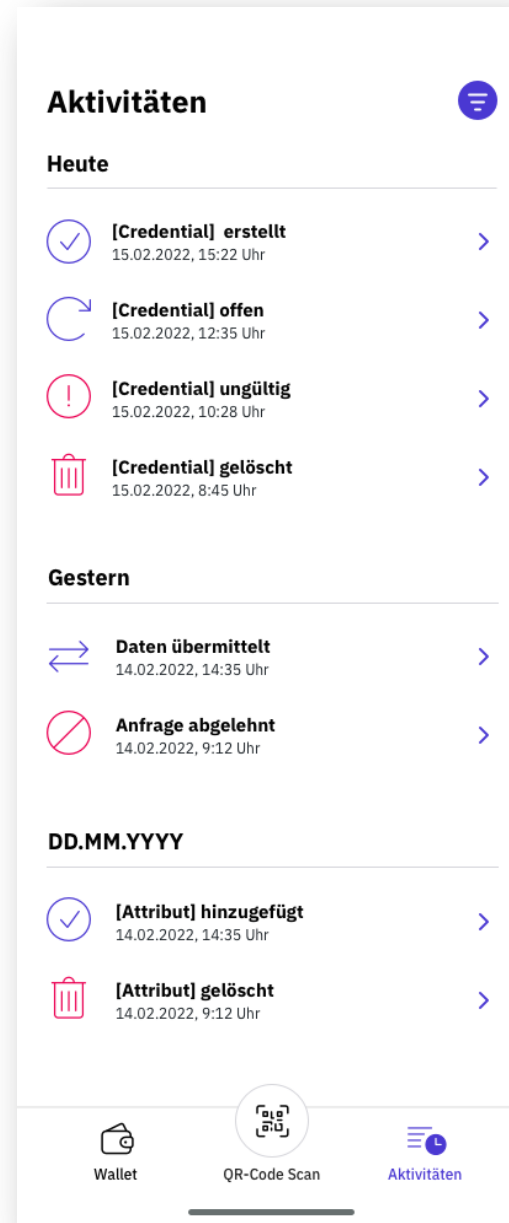 Aktivitäten
Heute
[Credential] erstellt
15.02.2022, 15:22 Uhr
[Credential] offen
15.02.2022, 12:35 Uhr
[Credential] ungültig
15.02.2022, 10:28 Uhr
[Credential] gelöscht
15.02.2022, 8:45 Uhr
Gestern
Daten übermittelt
14.02.2022, 14:35 Uhr
Anfrage abgelehnt
14.02.2022, 9:12 Uhr
DD.MM.YYYY
[Attribut] hinzugefügt
14.02.2022, 14:35 Uhr
[Attribut] gelöscht
14.02.2022, 9:12 Uhr
Wallet QR-Code Scan Aktivitäten